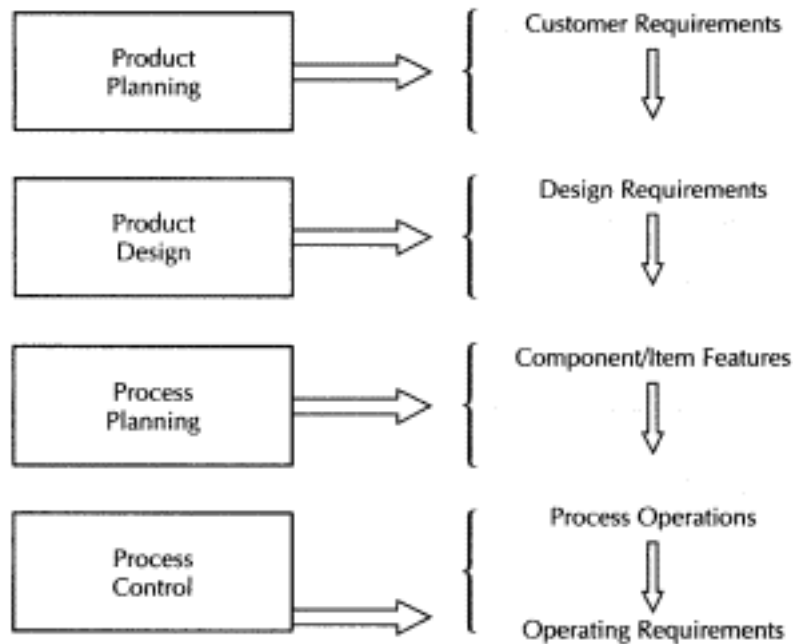 Product
Planning
Customer Requirements
Product
Design
Design Requirements
Process
Planning
Component/Item Features
Process
Control
Process Operations
Operating Requirements